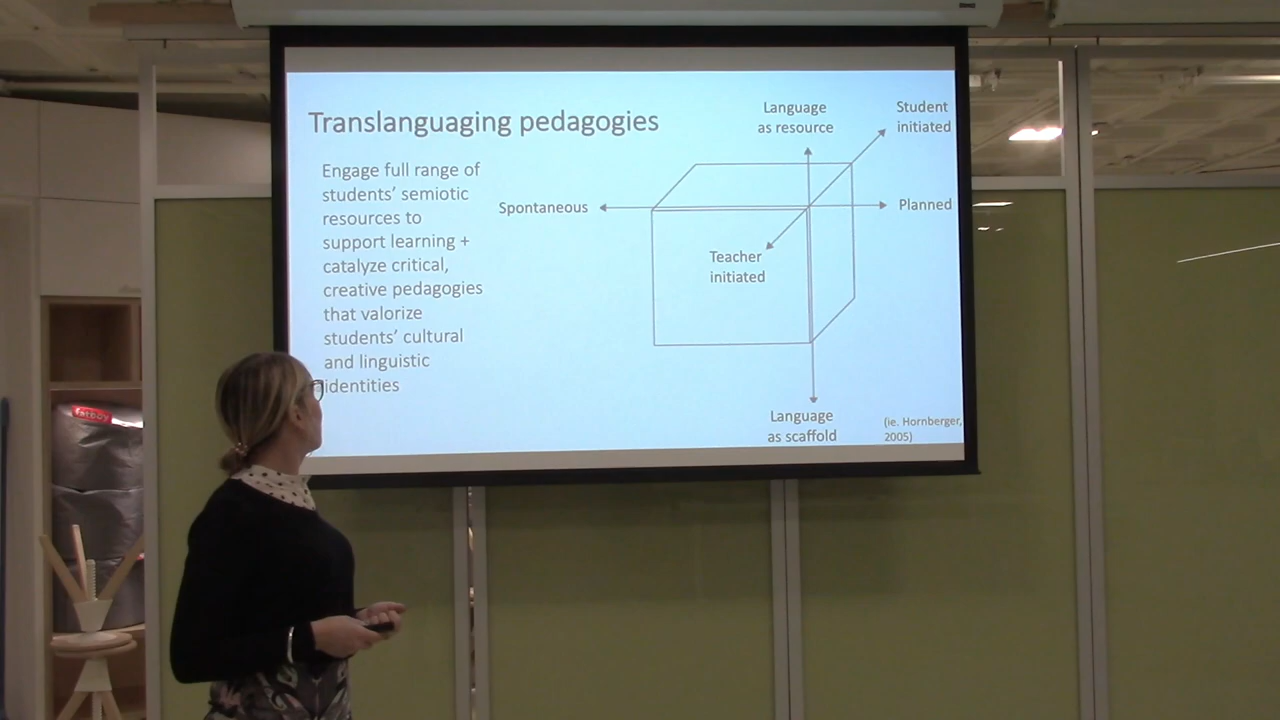 Translanguaging pedagogies
Engage full range of
students’ semiotic
resources to
support learning +
catalyze critical,
creative pedagogies
that valorize
students’ cultural
and linguistic
identities
Language
as resource
Student
initiated
Spontaneous
Planned
Teacher
initiated
Language
as scaffold
(ie. Hornberger,
2005)
fatboy